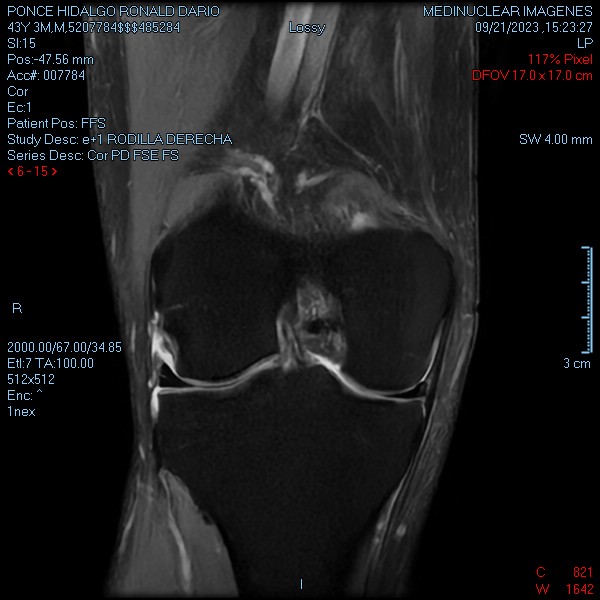 PONCE HIDALGO RONALD DARIO
43Y 3M,M,5207784$$$485284
Sl:15
Pos:-47.56 mm
Acc#: 007784
Cor
Ec:1
Patient Pos: FFS
Study Desc: e+1 RODILLA DERECHA
Series Desc: Cor PD FSE FS
< 6 - 15 >
Lossy
MEDINUCLEAR IMAGENES
09/21/2023 ,15:23:27
LP
117% Pixel
DFOV 17.0 x 17.0 cm
SW 4.00 mm
R
2000.00/67.00/34.85
Etl:7 TA:100.00
512x512
Enc: ^
1nex
3 cm
I
C 821
W 1642